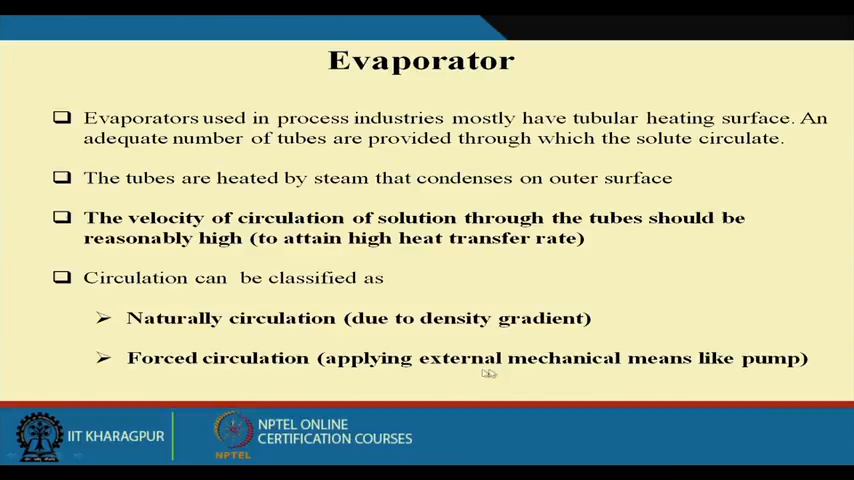 Evaporator
❑ Evaporators used in process industries mostly have tubular heating surface. An
adequate number of tubes are provided through which the solute circulate.
❑ The tubes are heated by steam that condenses on outer surface
❑ The velocity of circulation of solution through the tubes should be
reasonably high (to attain high heat transfer rate)
❑ Circulation can be classified as
➢ Naturally circulation (due to density gradient)
➢ Forced circulation (applying external mechanical means like pump)
IIT KHARAGPUR
NPTEL
NPTEL ONLINE
CERTIFICATION COURSES